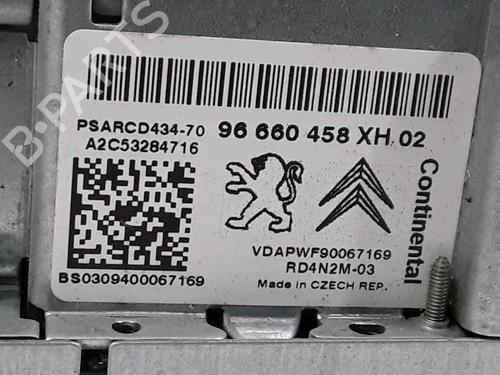 PSARCD434-70 96 660 458 XH 02
A2C53284716
Continental
VDAPWF90067169
RD4N2M-03
BS0309400067169 Made in CZECH REP.
B-PARTS